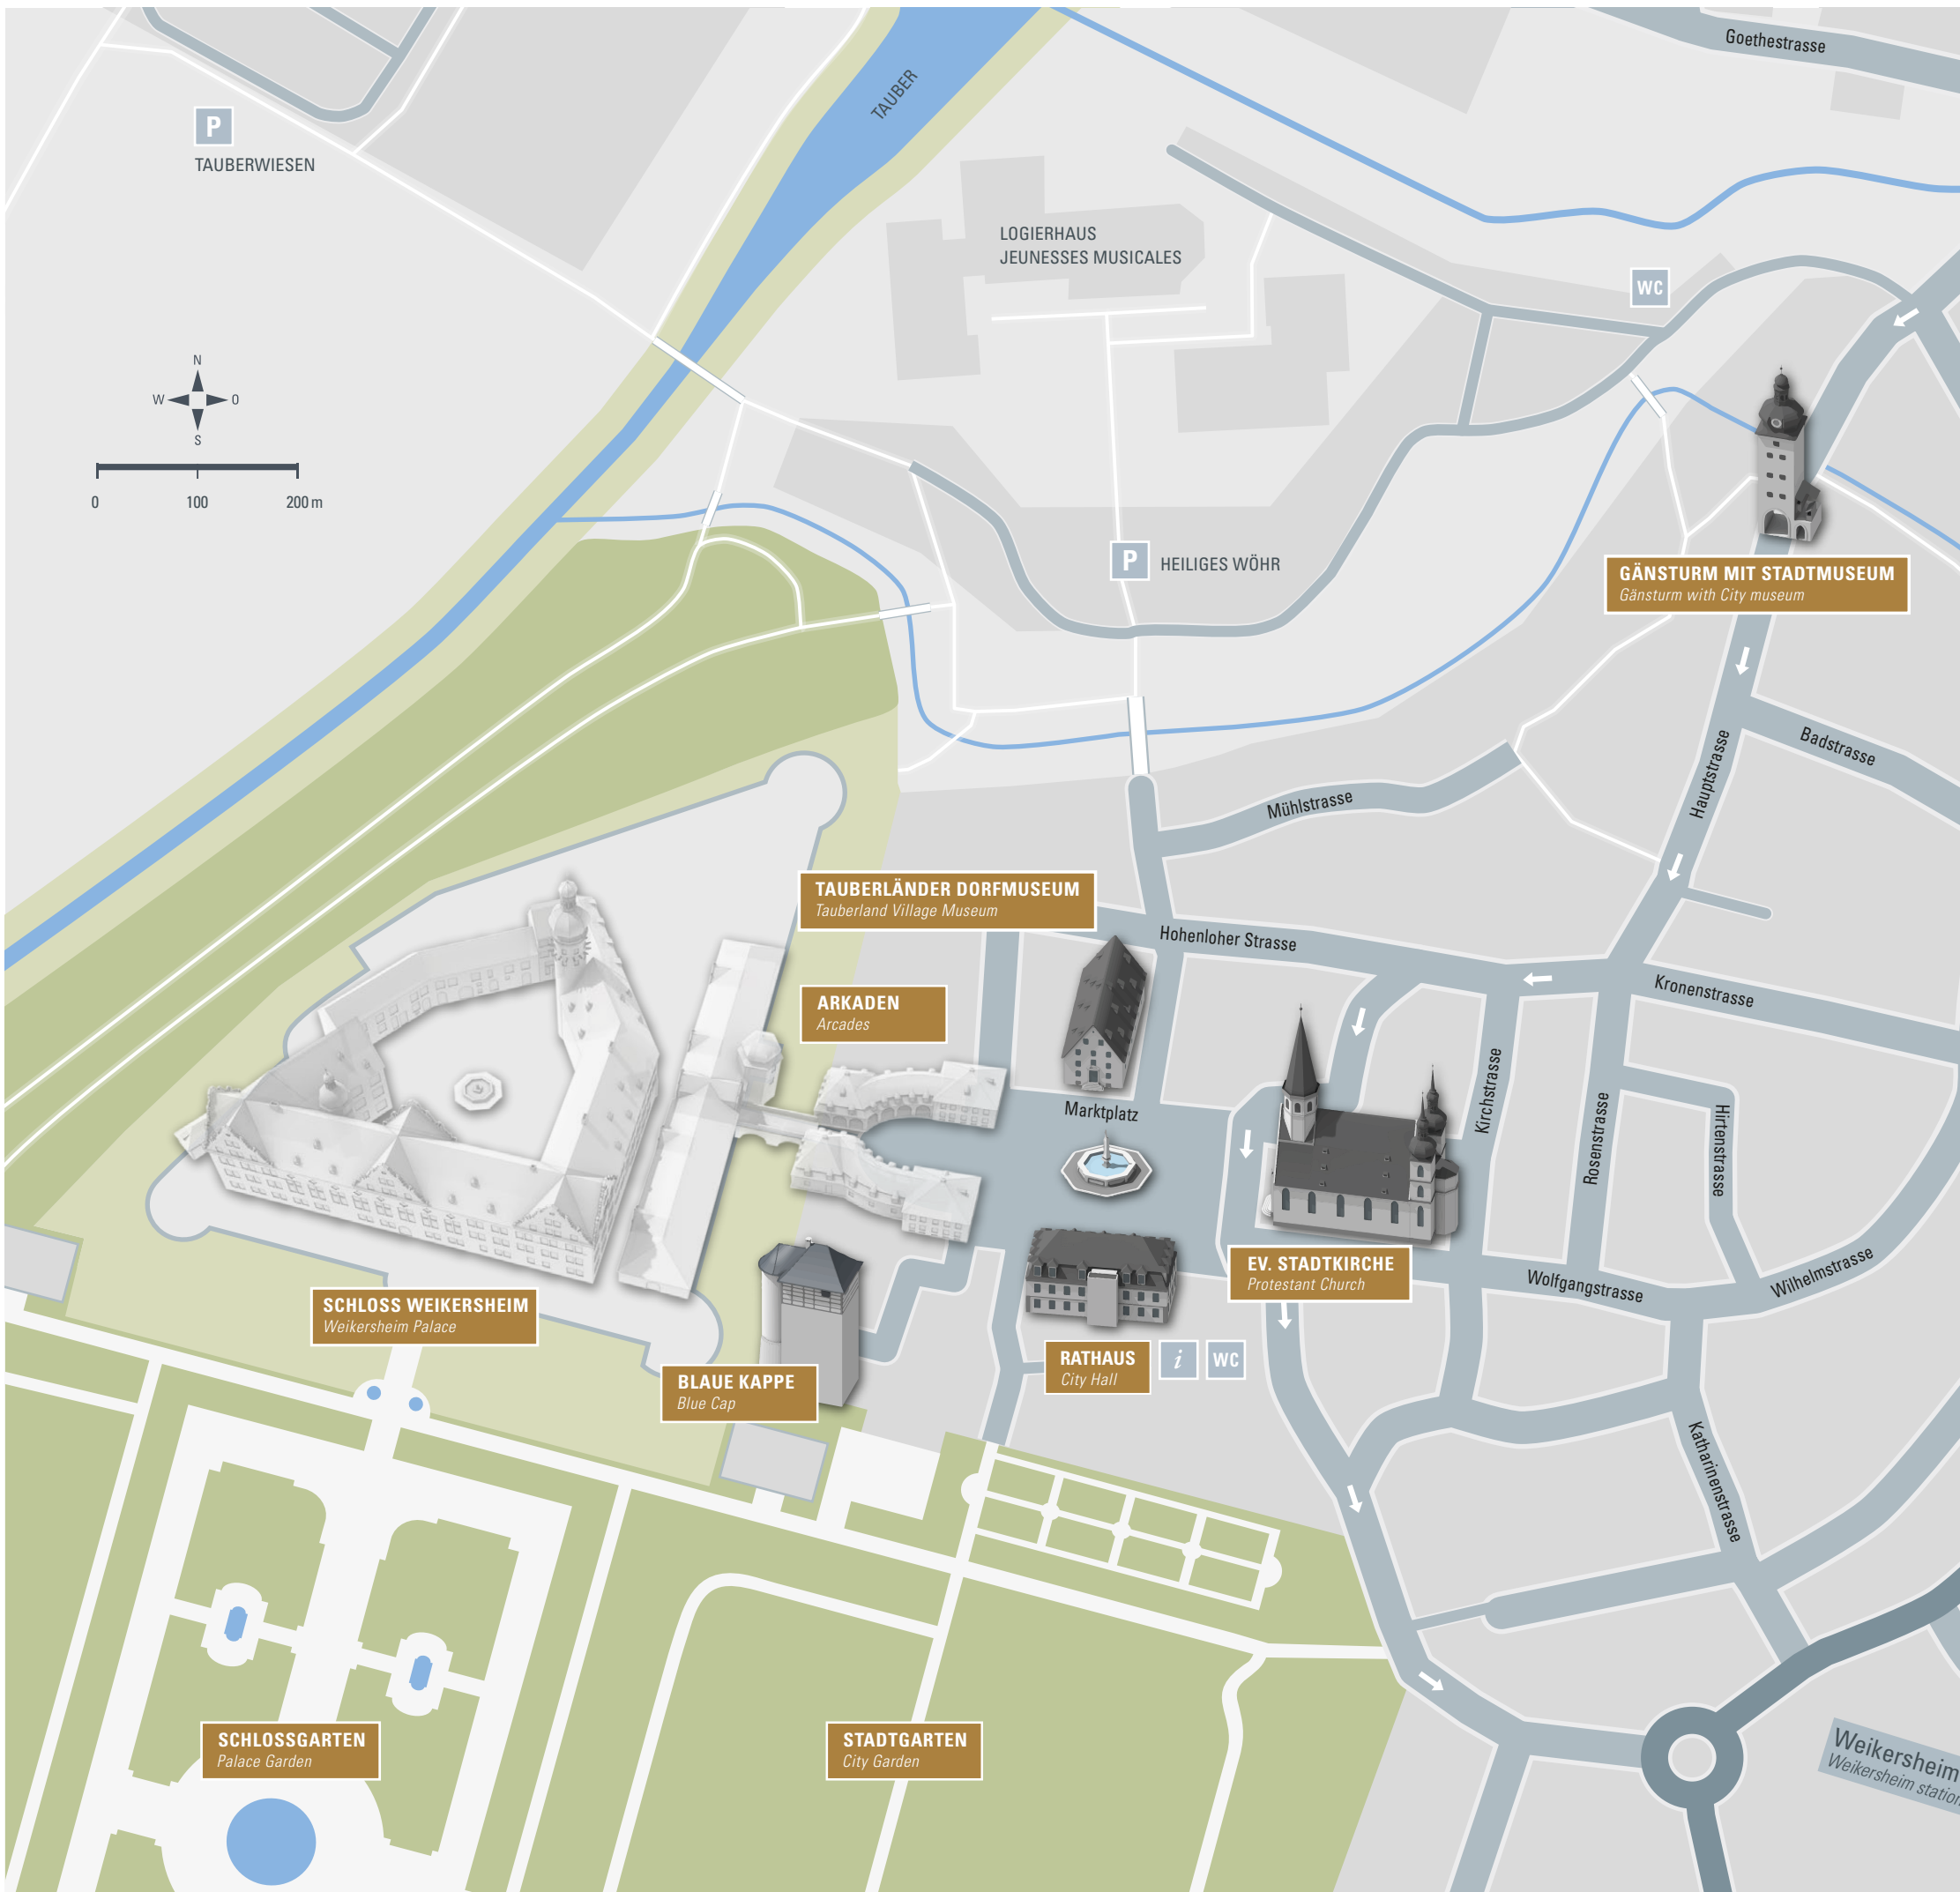 Goethestrasse
TAUBER
P
TAUBERWIESEN
LOGIERHAUS
JEUNESSES MUSICALES
WC
N
W
O
S
0
100
200 m
P
HEILIGES WÖHR
GÄNSTURM MIT STADTMUSEUM
Gänsturm with City museum
Hauptstrasse
Badstrasse
Mühlstrasse
TAUBERLÄNDER DORFMUSEUM
Tauberland Village Museum
Hohenloher Strasse
Kronenstrasse
ARKADEN
Arcades
Marktplatz
Kirchstrasse
Rosenstrasse
Hirtenstrasse
EV. STADTKIRCHE
Protestant Church
Wolfgangstrasse
Wilhelmstrasse
SCHLOSS WEIKERSHEIM
Weikersheim Palace
BLAUE KAPPE
Blue Cap
RATHAUS
City Hall
i
WC
Katharinenstrasse
SCHLOSSGARTEN
Palace Garden
STADTGARTEN
City Garden
Weikersheim
Weikersheim station